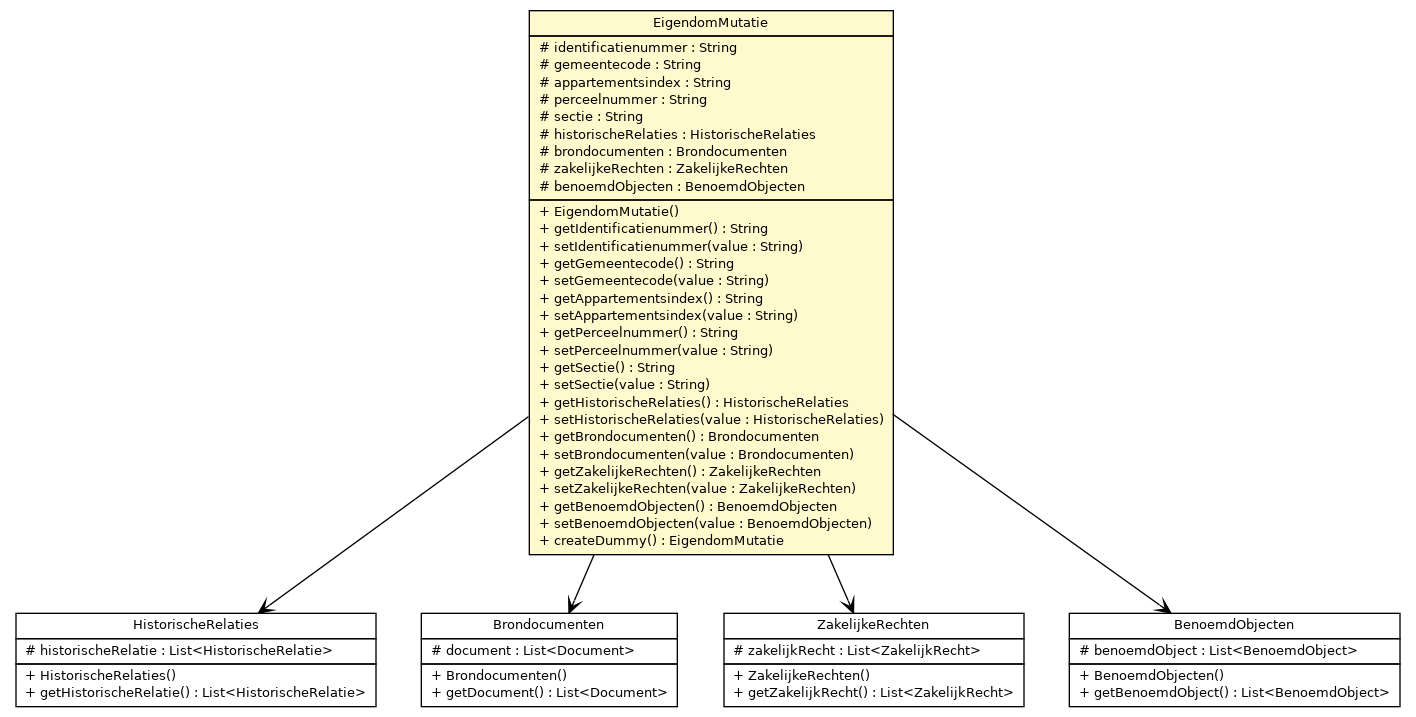 EigendomMutatie
# identificatienummer : String
# gemeentecode : String
# appartementsindex : String
# perceelnummer : String
# sectie : String
# historischeRelaties : HistorischeRelaties
# brondocumenten : Brondocumenten
# zakelijkeRechten : ZakelijkeRechten
# benoemdObjecten : BenoemdObjecten
+ EigendomMutatie()
+ getIdentificatienummer() : String
+ setIdentificatienummer(value : String)
+ getGemeentecode() : String
+ setGemeentecode(value : String)
+ getAppartementsindex() : String
+ setAppartementsindex(value : String)
+ getPerceelnummer() : String
+ setPerceelnummer(value : String)
+ getSectie() : String
+ setSectie(value : String)
+ getHistorischeRelaties() : HistorischeRelaties
+ setHistorischeRelaties(value : HistorischeRelaties)
+ getBrondocumenten() : Brondocumenten
+ setBrondocumenten(value : Brondocumenten)
+ getZakelijkeRechten() : ZakelijkeRechten
+ setZakelijkeRechten(value : ZakelijkeRechten)
+ getBenoemdObjecten() : BenoemdObjecten
+ setBenoemdObjecten(value : BenoemdObjecten)
+ createDummy() : EigendomMutatie
HistorischeRelaties
# historischeRelatie : List<HistorischeRelatie>
+ HistorischeRelaties()
+ getHistorischeRelatie() : List<HistorischeRelatie>
Brondocumenten
# document : List<Document>
+ Brondocumenten()
+ getDocument() : List<Document>
ZakelijkeRechten
# zakelijkRecht : List<ZakelijkRecht>
+ ZakelijkeRechten()
+ getZakelijkRecht() : List<ZakelijkRecht>
BenoemdObjecten
# benoemdObject : List<BenoemdObject>
+ BenoemdObjecten()
+ getBenoemdObject() : List<BenoemdObject>